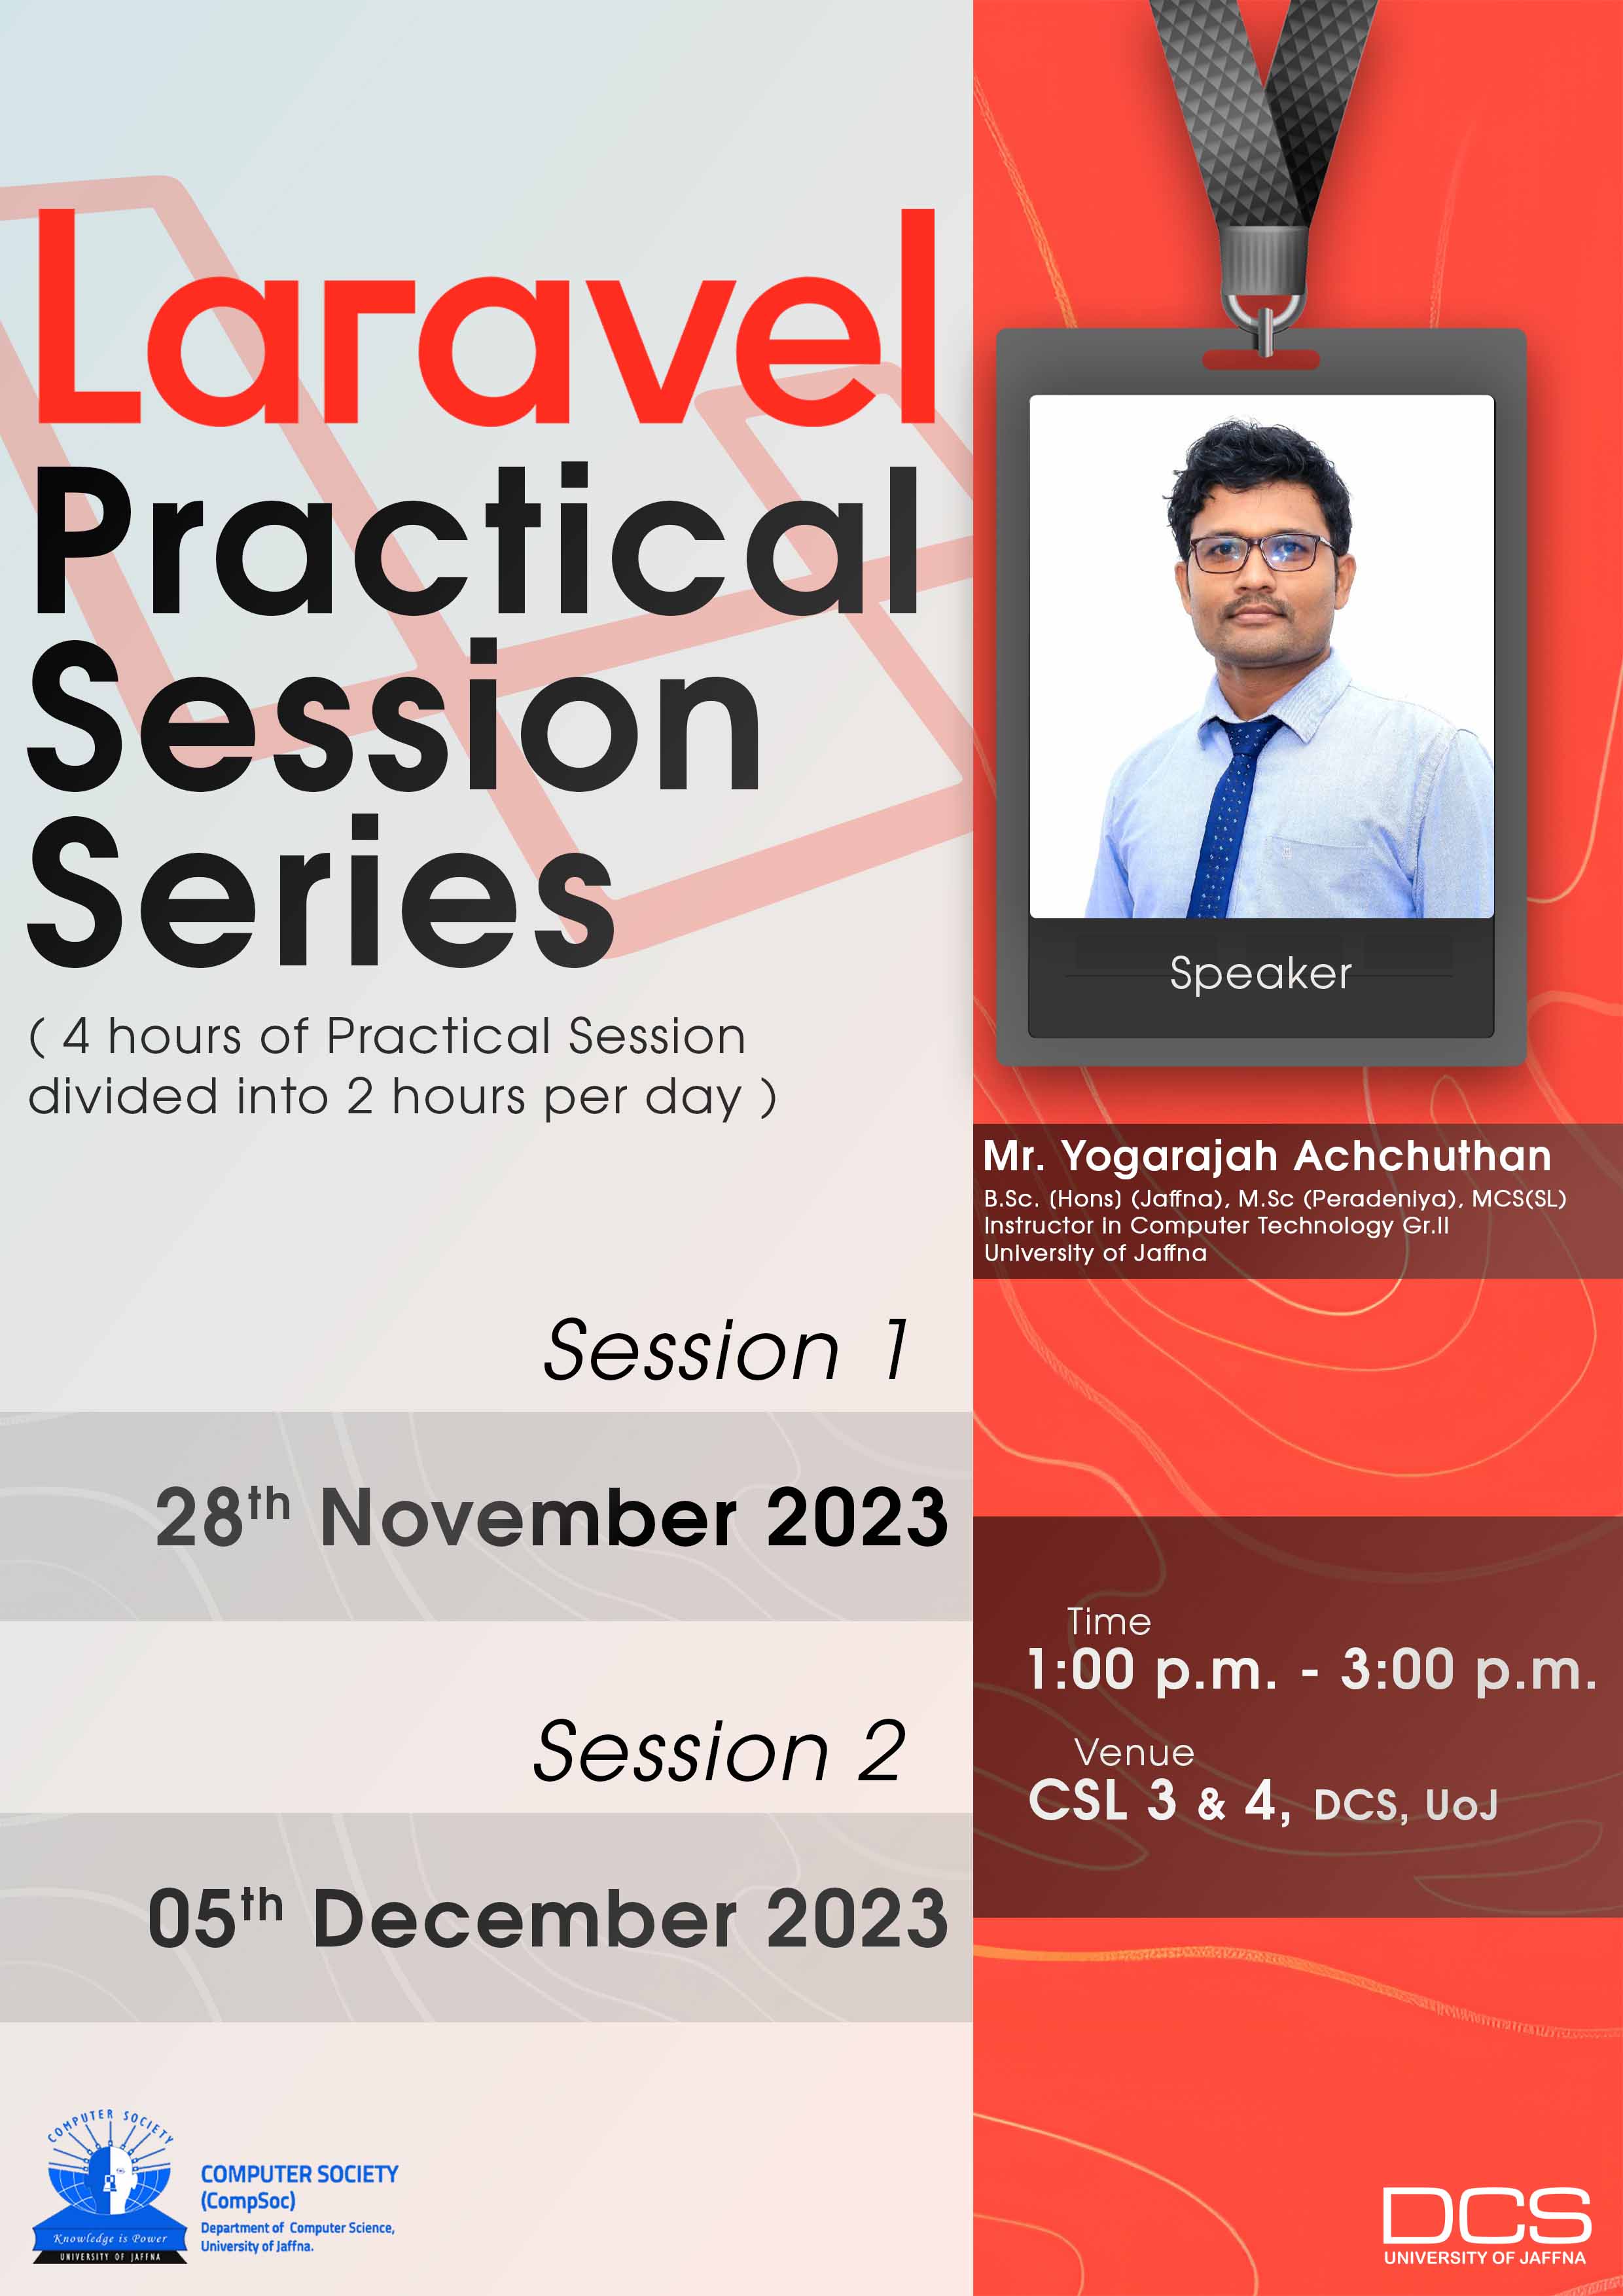 Laravel
Practical
Session
Series
( 4 hours of Practical Session
divided into 2 hours per day )
Speaker
Mr. Yogarajah Achchuthan
B.Sc. [Hons] (Jaffna), M.Sc (Peradeniya), MCS(SL)
Instructor in Computer Technology Gr.II
University of Jaffna
Session 1
28th November 2023
Session 2
05th December 2023
Time
1:00 p.m. - 3:00 p.m.
Venue
CSL 3 & 4, DCS, UoJ
COMPUTER SOCIETY
Knowledge is Power
UNIVERSITY OF JAFFNA
COMPUTER SOCIETY
(CompSoc)
Department of Computer Science,
University of Jaffna.
DCS
UNIVERSITY OF JAFFNA